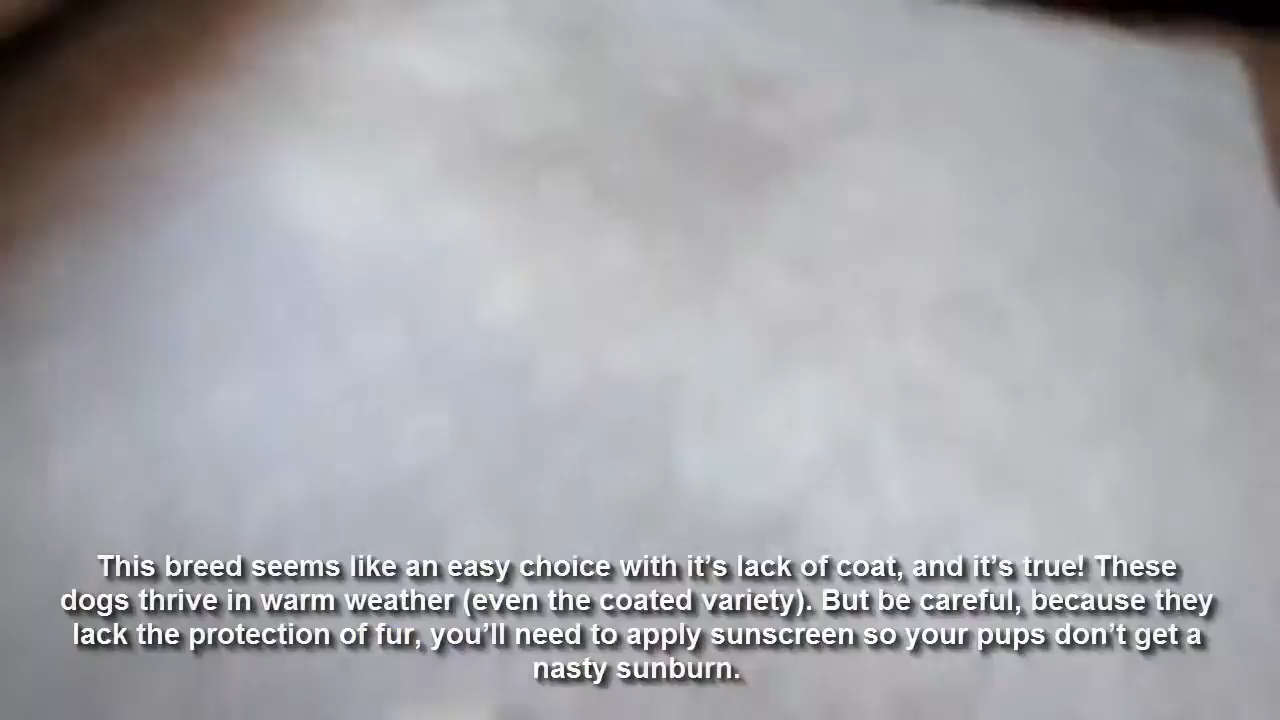 This breed seems like an easy choice with it’s lack of coat, and it’s true! These
dogs thrive in warm weather (even the coated variety). But be careful, because they
lack the protection of fur, you’ll need to apply sunscreen so your pups don’t get a
nasty sunburn.